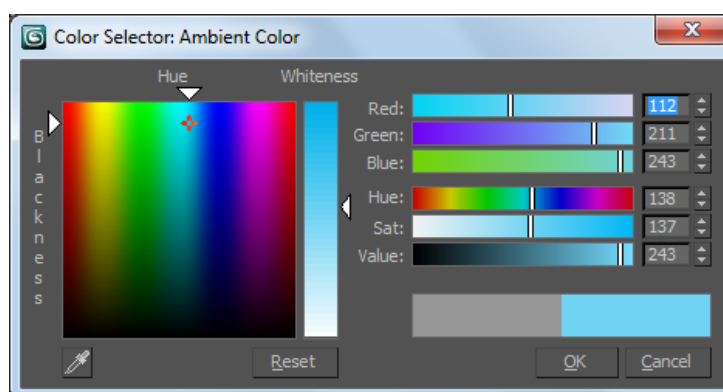 Color Selector: Ambient Color
Hue Whiteness
Blackness
Red: 112
Green: 211
Blue: 243
Hue: 138
Sat: 137
Value: 243
Reset OK Cancel